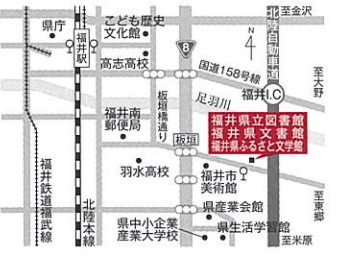 至金沢
県庁
こども歴史
文化館
北陸自動車道
福井駅
8
N
高志高校
国道158号線
至大野
足羽川
福井I.C
板垣橋通り
福井南
郵便局
板垣
福井県立図書館
福井県文書館
福井県ふるさと文学館
羽水高校
福井市
美術館
福井鉄道福武線
北陸本線
至東郷
県産業会館
県中小企業
産業大学校
県生活学習館
至米原